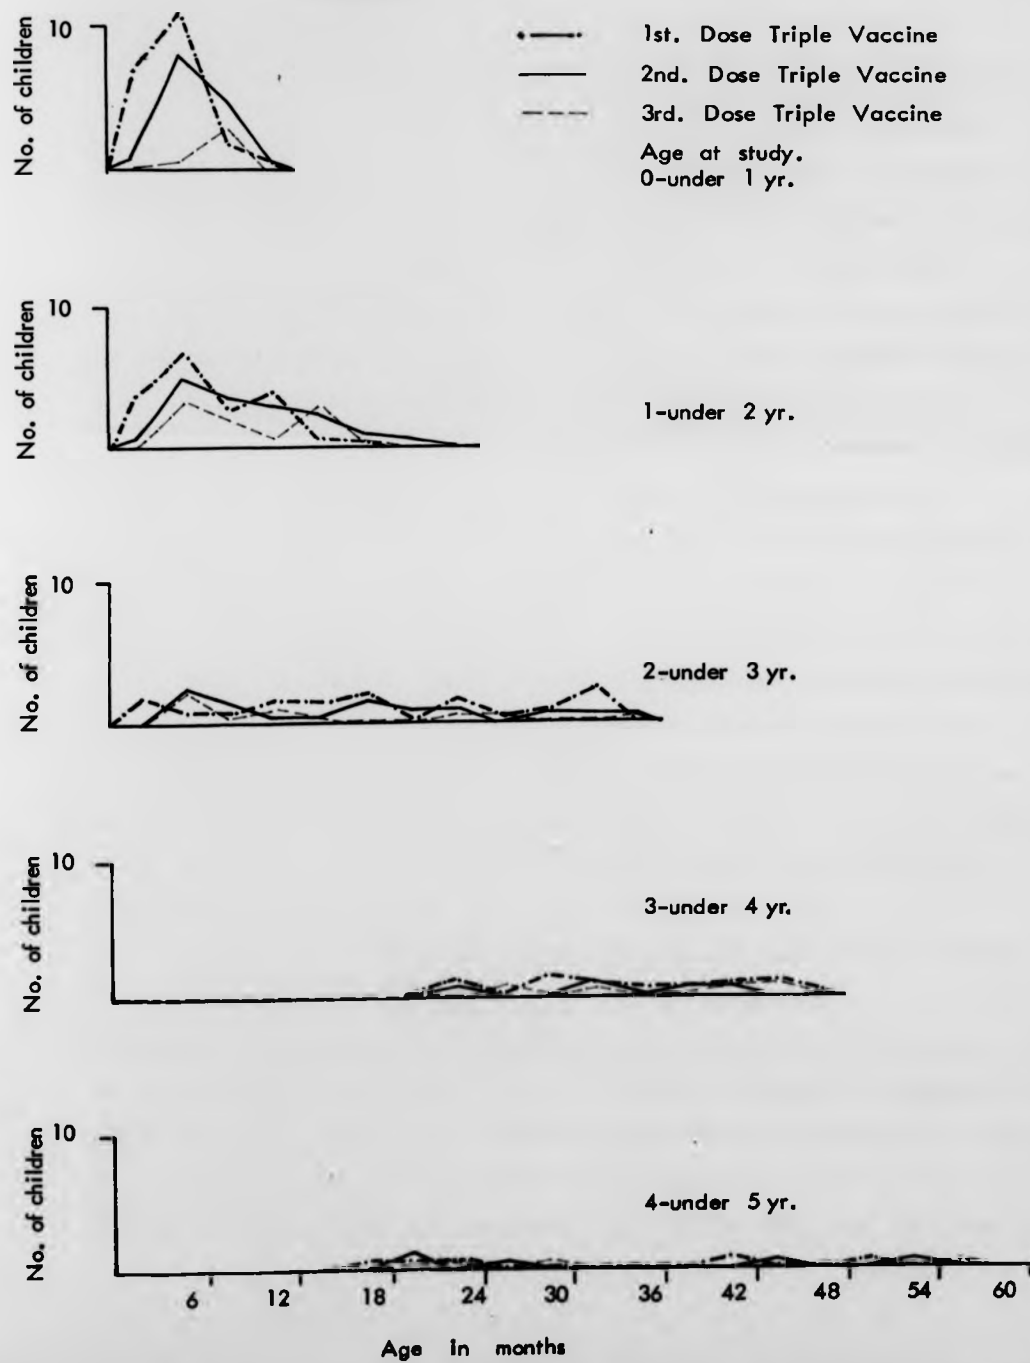 10
No. of children
1st. Dose Triple Vaccine
2nd. Dose Triple Vaccine
3rd. Dose Triple Vaccine
Age at study.
0-under 1 yr.
10
No. of children
1-under 2 yr.
10
No. of children
2-under 3 yr.
10
No. of children
3-under 4 yr.
10
No. of children
4-under 5 yr.
6 12 18 24 30 36 42 48 54 60
Age in months